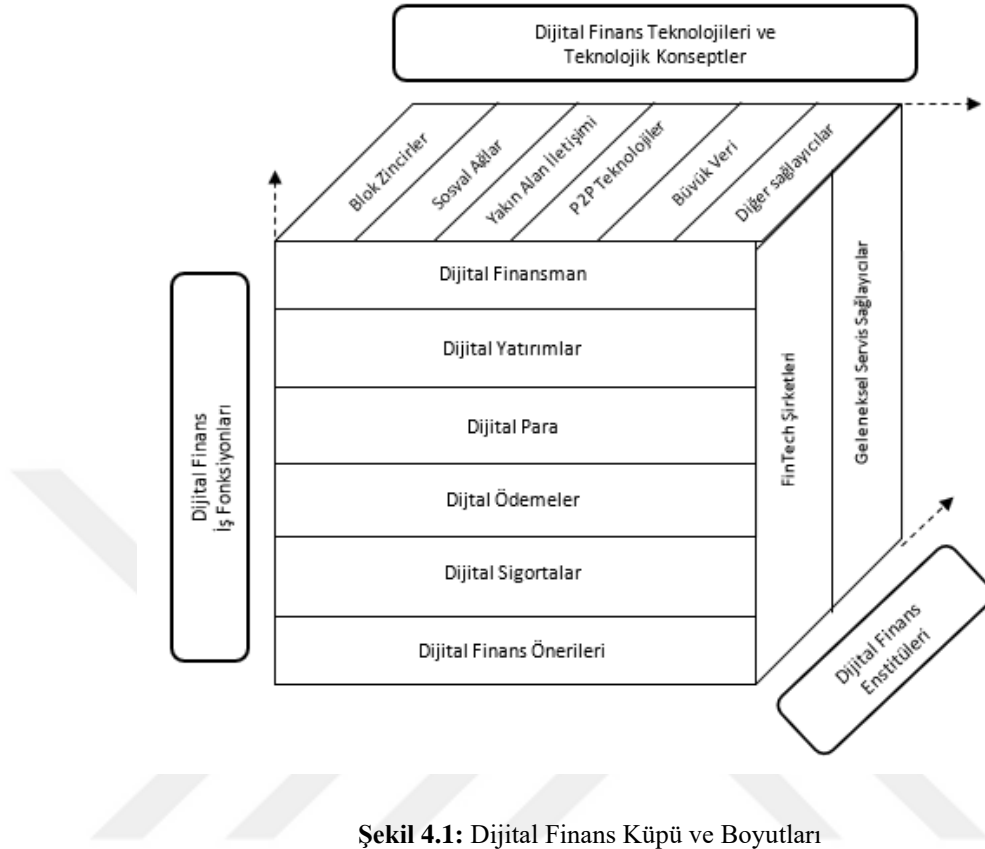 Dijital Finans Teknolojileri ve
Teknolojik Konseptler
Blok Zincirler
Sosyal Ağlar
Yakın Alan İletişimi
P2P Teknolojiler
Büyük Veri
Diğer sağlayıcılar
Dijital Finans
İş Fonksiyonları
Dijital Finansman
Dijital Yatırımlar
Dijital Para
Dijtal Ödemeler
Dijital Sigortalar
Dijital Finans Önerileri
FinTech Şirketleri
Geleneksel Servis Sağlayıcılar
Dijital Finans
Enstitüleri
Şekil 4.1: Dijital Finans Küpü ve Boyutları